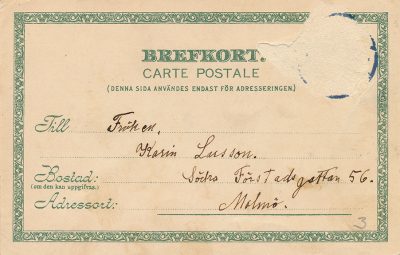 BREFKORT.
CARTE POSTALE
(DENNA SIDA ANVÄNDES ENDAST FÖR ADRESSERINGEN.)
Till Fröken,
Karin Larsson.
Bostad: Södra Förstadsgattan 56.
(om den kan uppgifvas.)
Adressort: Malmö.
3